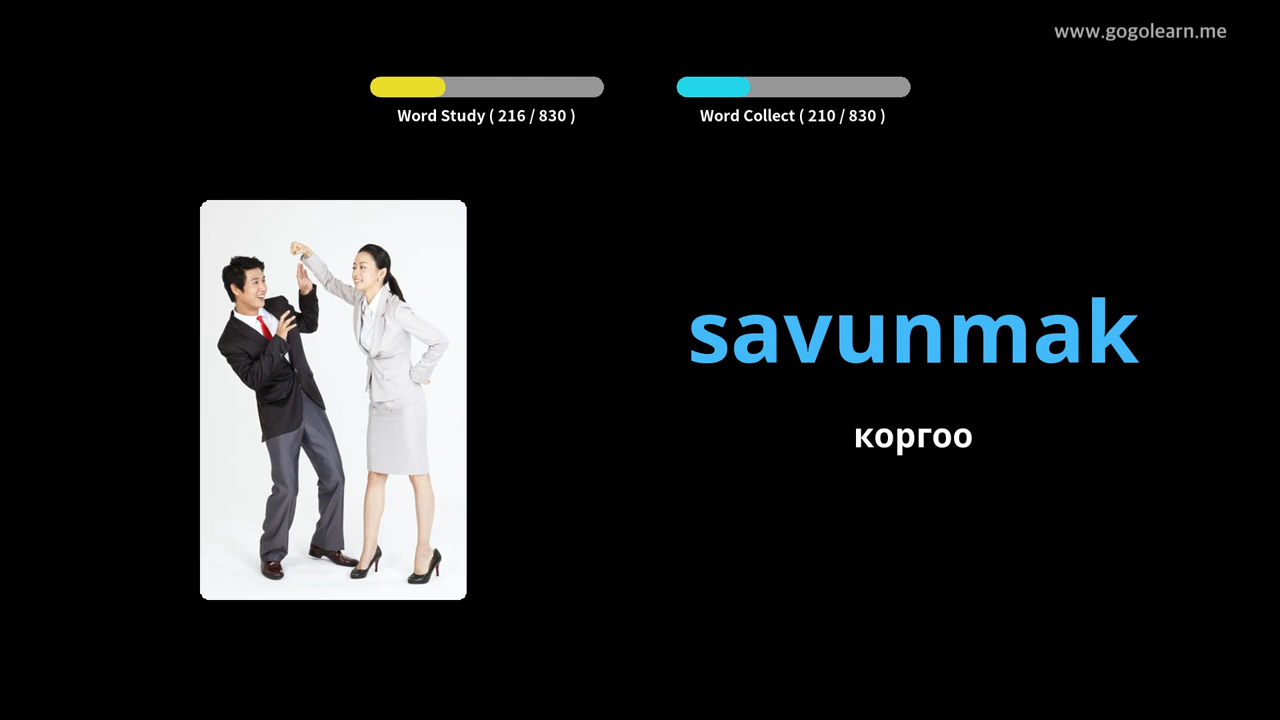 www.gogolearn.me
Word Study ( 216 / 830 )
Word Collect ( 210 / 830 )
savunmak
коргоо